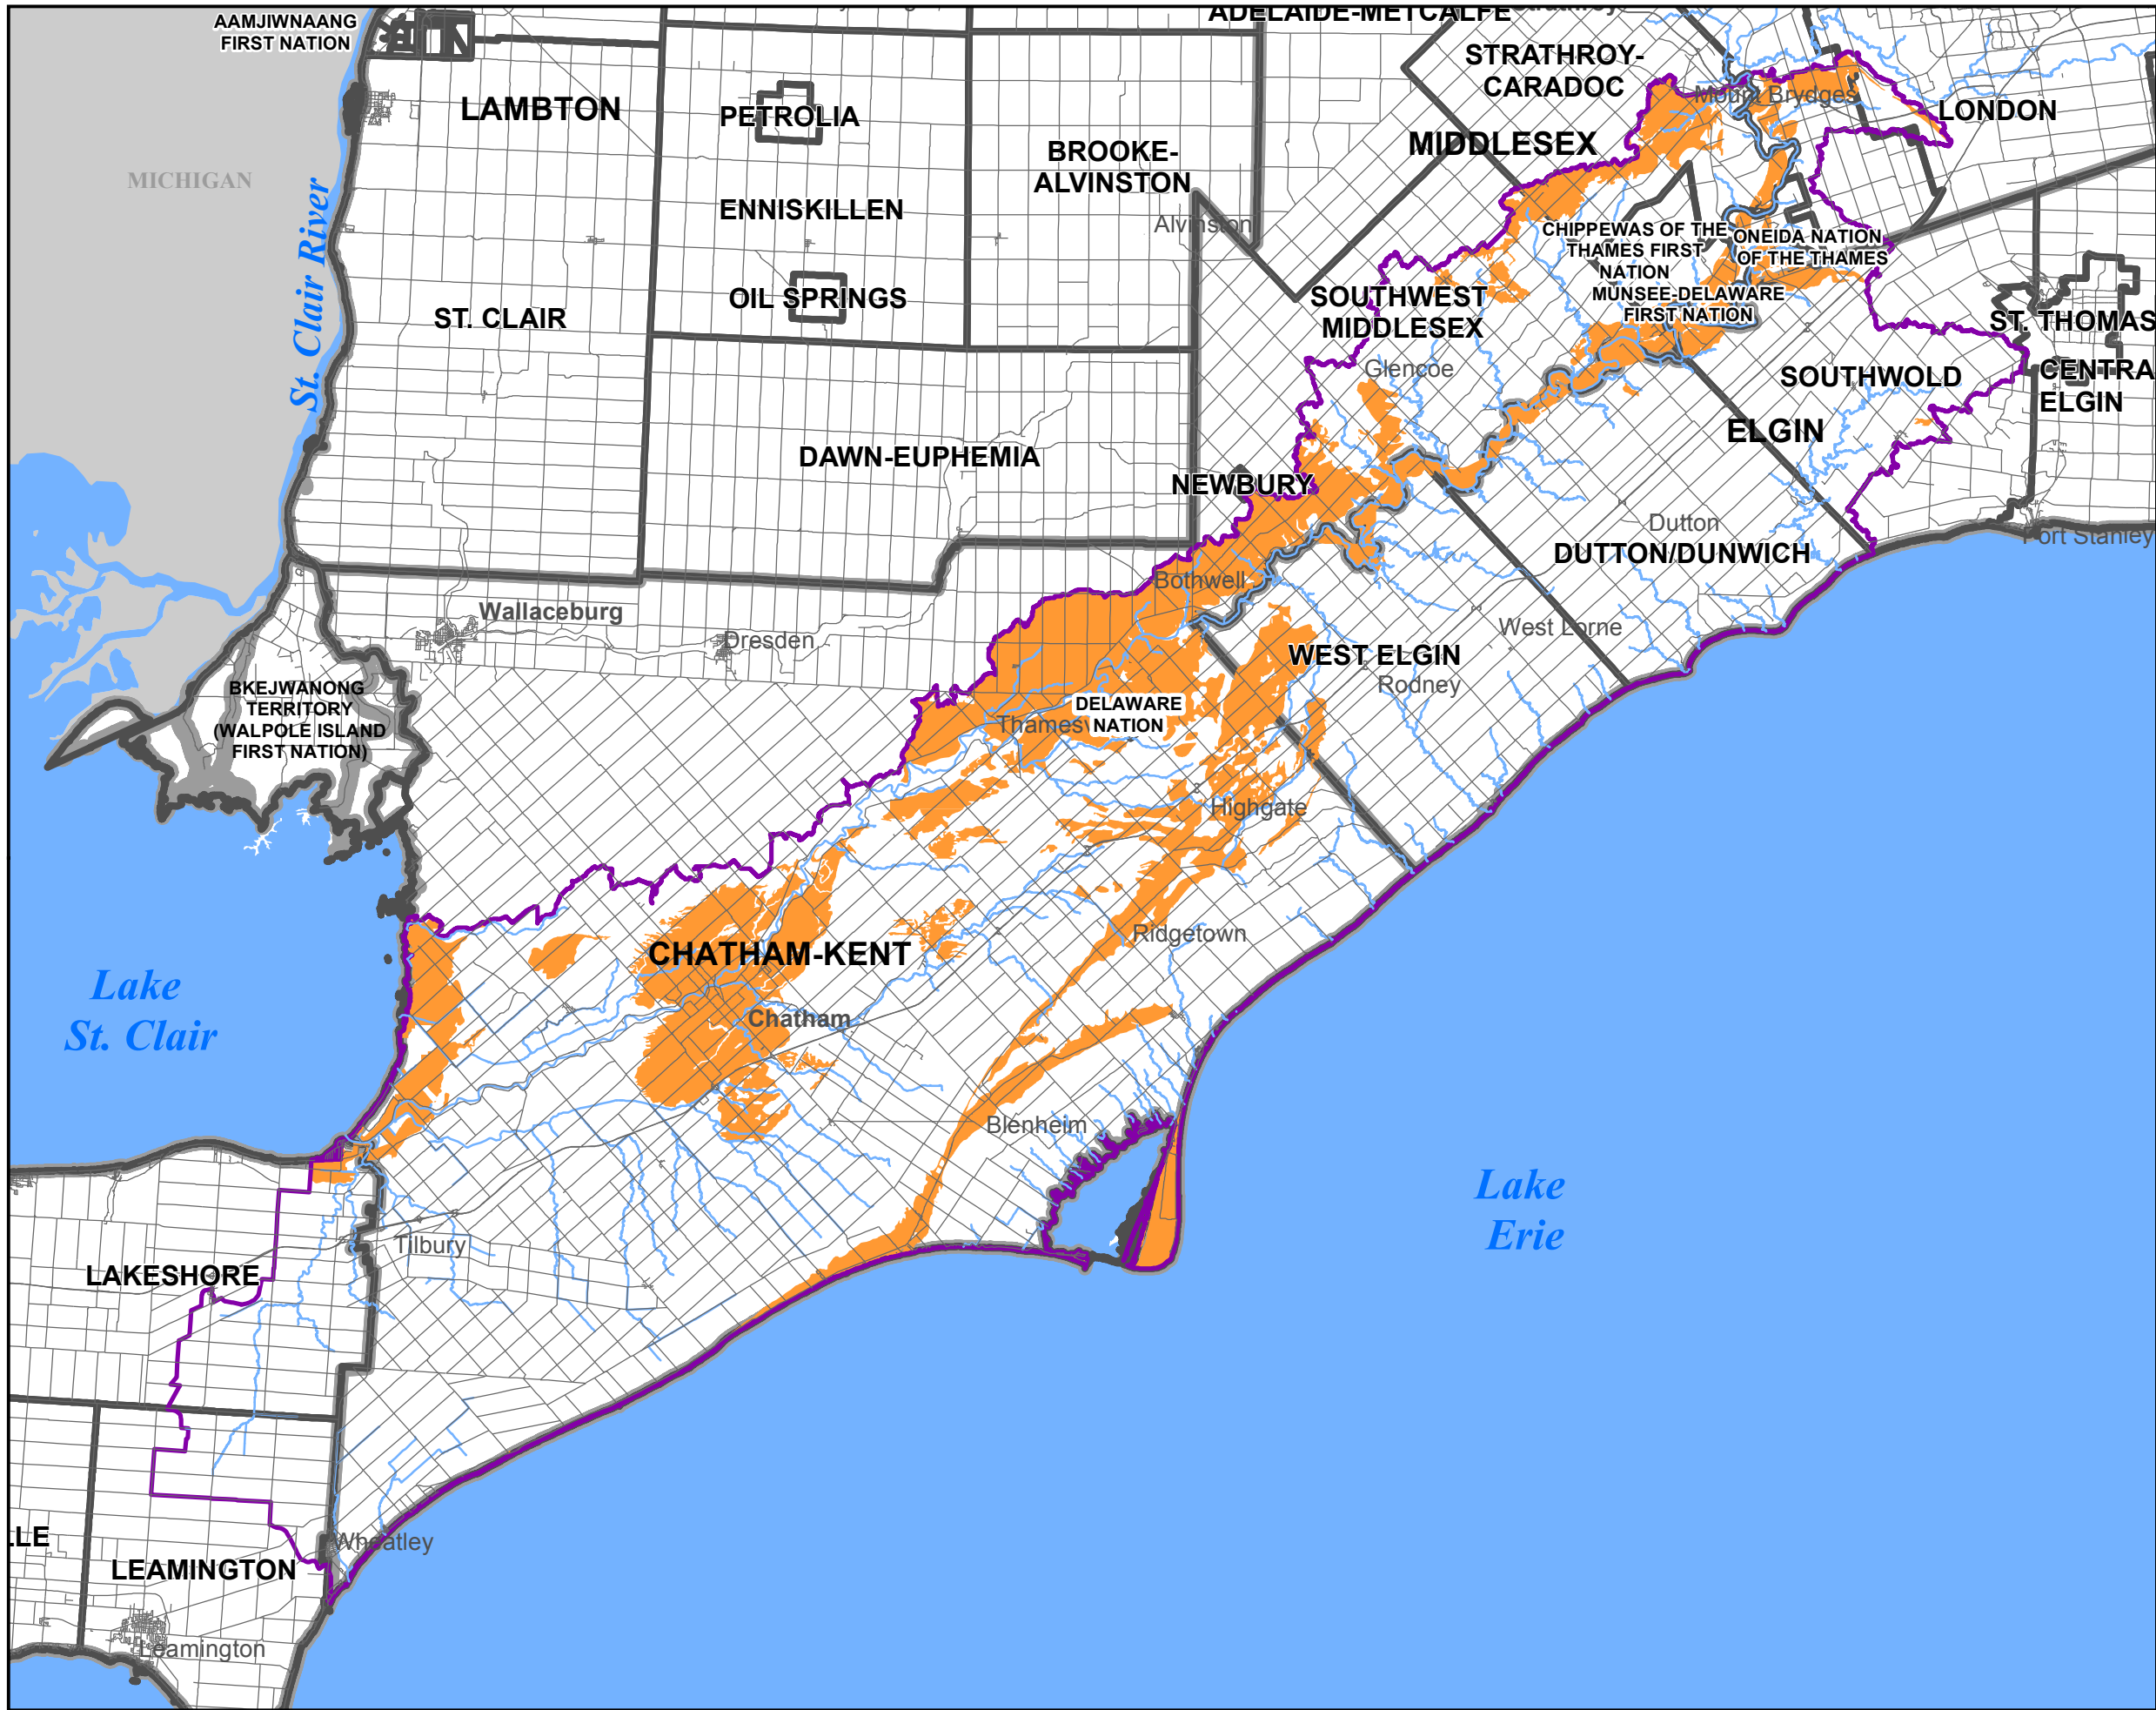 AAMJIWNAANG
FIRST NATION
ADELAIDE-METCALFE
Strathroy
STRATHROY-
CARADOC
LAMBTON
PETROLIA
Mount Brydges
LONDON
MIDDLESEX
BROOKE-
ALVINSTON
MICHIGAN
ENNISKILLEN
Alvinston
CHIPPEWAS OF THE
THAMES FIRST
NATION
ONEIDA NATION
OF THE THAMES
St. Clair River
OIL SPRINGS
ST. CLAIR
SOUTHWEST
MIDDLESEX
MUNSEE-DELAWARE
FIRST NATION
ST. THOMAS
Glencoe
SOUTHWOLD
CENTRA
ELGIN
ELGIN
DAWN-EUPHEMIA
NEWBURY
Dutton
DUTTON/DUNWICH
Port Stanley
Bothwell
Wallaceburg
Dresden
West Lorne
WEST ELGIN
Rodney
BKEJWANONG
TERRITORY
(WALPOLE ISLAND
FIRST NATION)
DELAWARE
NATION
Thamesv
Highgate
Ridgetown
CHATHAM-KENT
Lake
St. Clair
Chatham
Blenheim
Lake
Erie
Tilbury
LAKESHORE
LLE
Wheatley
LEAMINGTON
Leamington